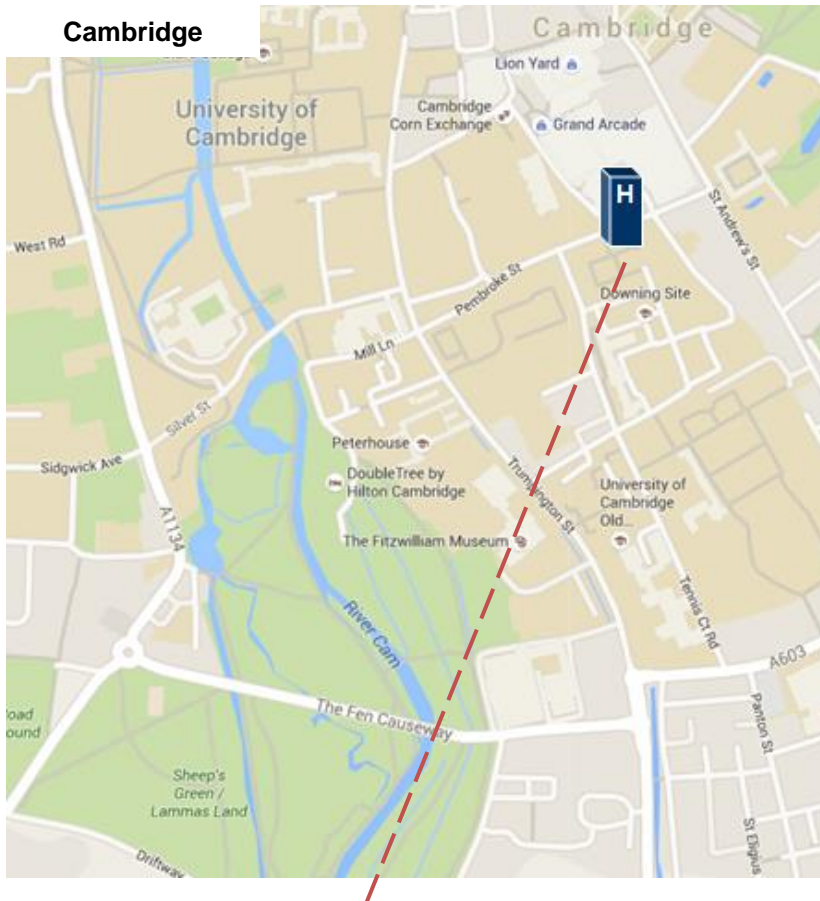 Cambridge
Cambridge
Lion Yard
University of
Cambridge
Cambridge
Corn Exchange
Grand Arcade
H
St Andrew's St
West Rd
Pembroke St
Downing Site
Mill Ln
Silver St
Peterhouse
Sidgwick Ave
DoubleTree by
Hilton Cambridge
Trumpington St
University of
Cambridge
Old...
A1134
The Fitzwilliam Museum
Tennis Ct Rd
River Cam
A603
The Fen Causeway
Panton St
Sheep's
Green /
Lammas Land
St Eligius
Driftway